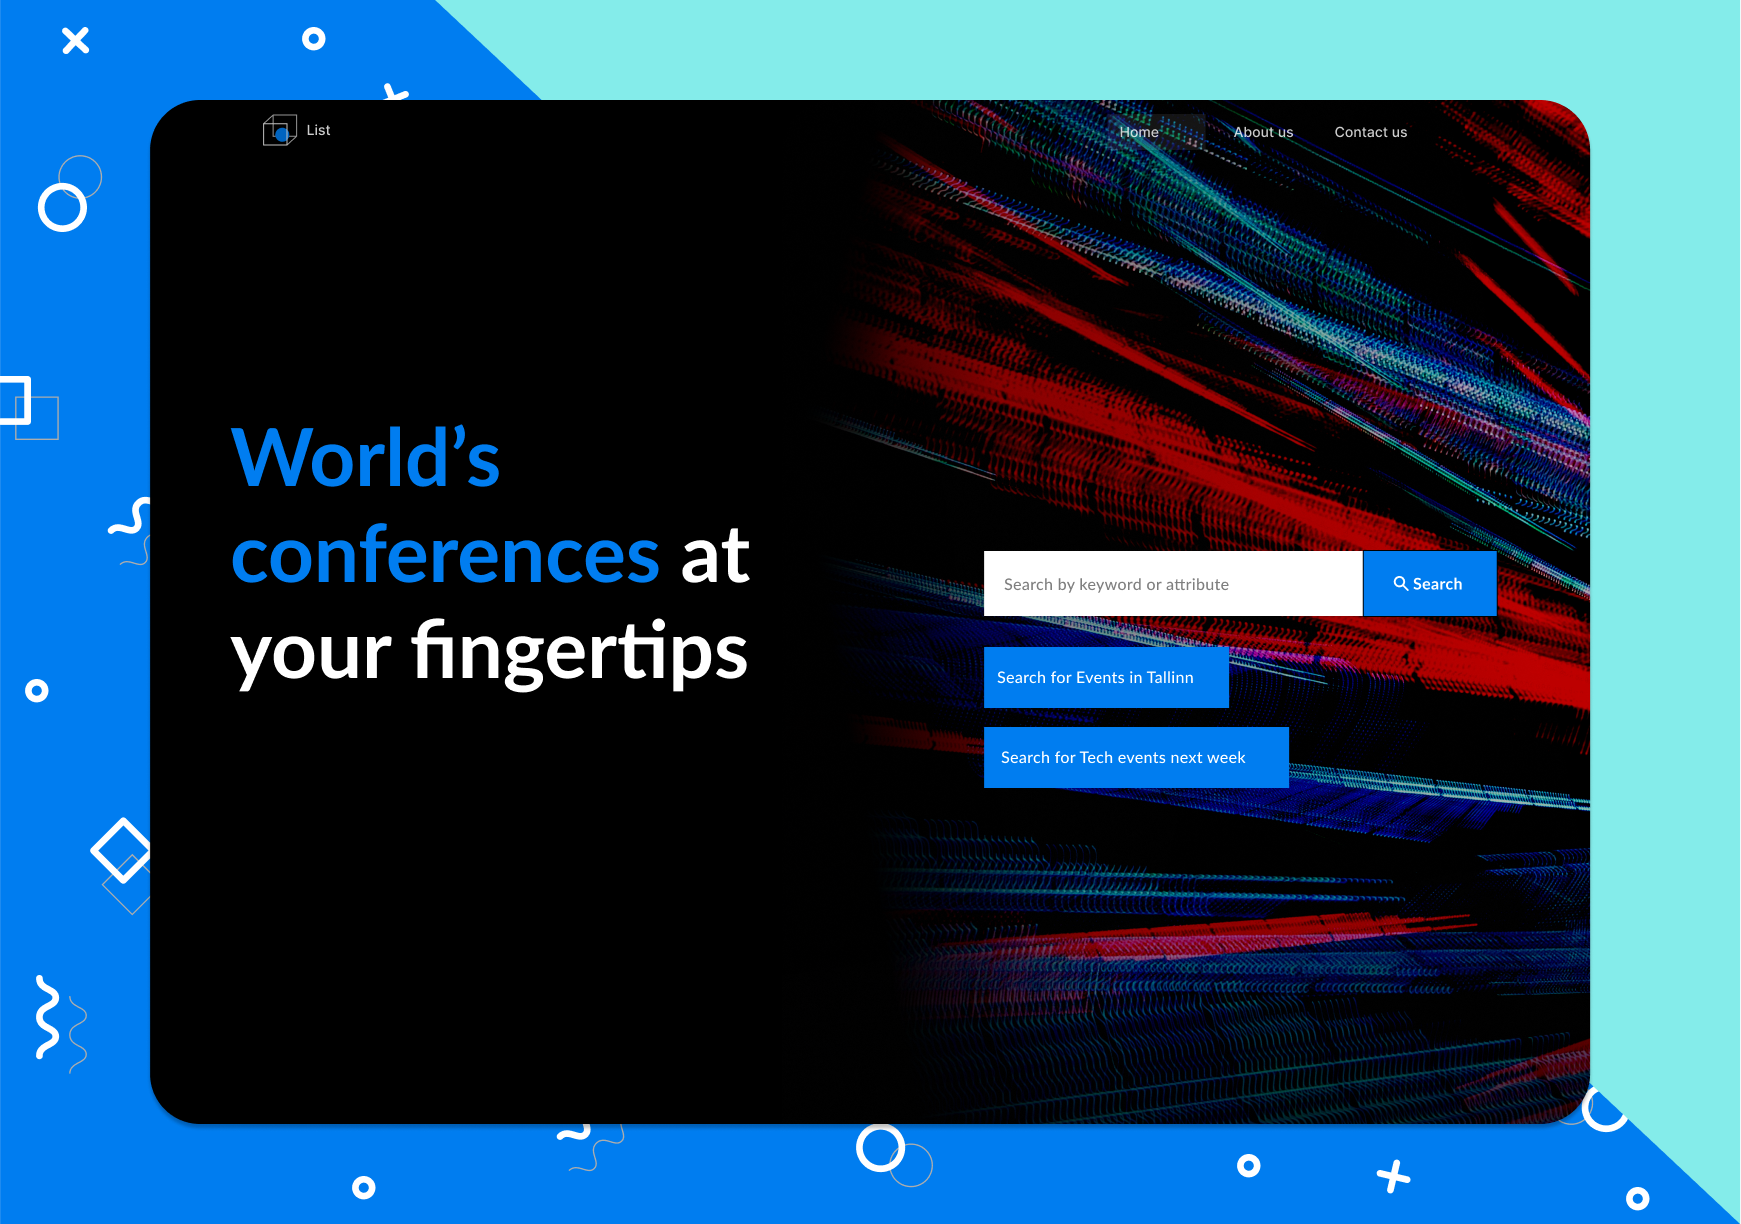 List
Home
About us
Contact us
World’s
conferences at
your fingertips
Search by keyword or attribute
Search
Search for Events in Tallinn
Search for Tech events next week